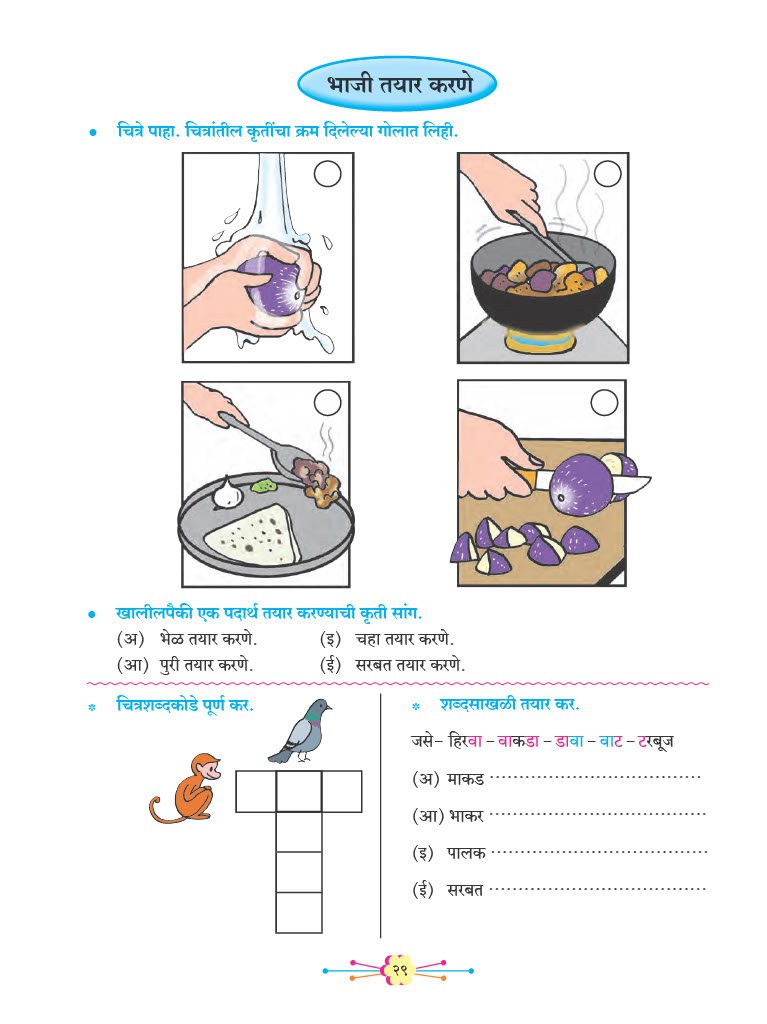 भाजी तयार करणे
• चित्रे पाहा. चित्रांतील कृतींचा क्रम दिलेल्या गोलात लिही.
• खालीलपैकी एक पदार्थ तयार करण्याची कृती सांग.
(अ) भेळ तयार करणे. (इ) चहा तयार करणे.
(आ) पुरी तयार करणे. (ई) सरबत तयार करणे.
* चित्रशब्दकोडे पूर्ण कर.
* शब्दसाखळी तयार कर.
जसे– हिरवा – वाकडा – डावा – वाट – टरबूज
(अ) माकड ......................................
(आ) भाकर ......................................
(इ) पालक ......................................
(ई) सरबत ......................................
२९